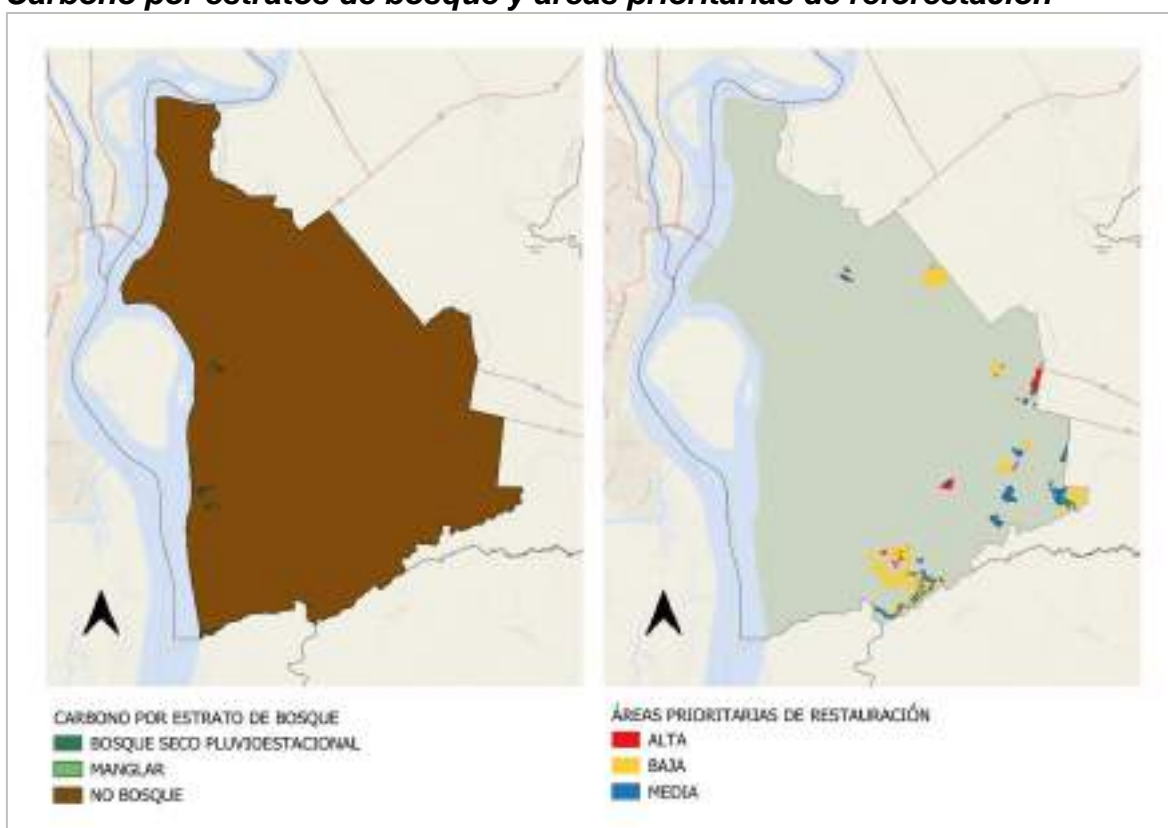 Carbono por estratos de bosque y áreas prioritarias de reforestación
CARBONO POR ESTRATO DE BOSQUE
BOSQUE SECO PLUVIOESTACIONAL
MANGLAR
NO BOSQUE
ÁREAS PRIORITARIAS DE RESTAURACIÓN
ALTA
BAJA
MEDIA